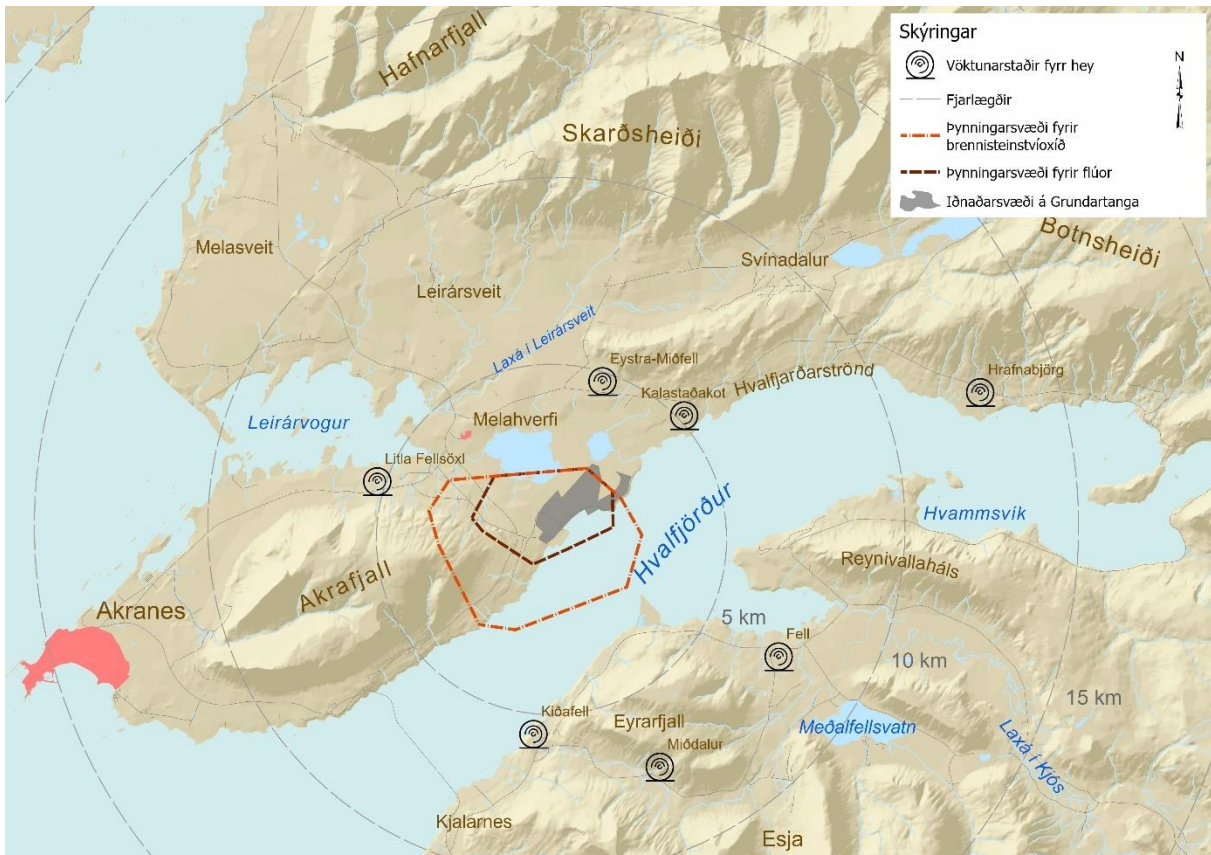 Skýringar
Vöktunarstaðir fyrr hey
Fjarlægðir
Þynningarsvæði fyrir
brennisteinstvíoxíð
Þynningarsvæði fyrir flúor
Iðnaðarsvæði á Grundartanga
N
Hafnarfjall
Skarðsheiði
Botnsheiði
Melasveit
Svínadalur
Leirársveit
Laxá í Leirársveit
Eystra-Miðfell
Hrafnabjörg
Hvalfjarðarströnd
Kalastaðakot
Melahverfi
Leirárvogur
Litla Fellsöxl
Hvalfjörður
Hvammsvík
Reynivallaháls
Akrafjall
Akranes
5 km
Fell
10 km
15 km
Kiðafell
Eyrarfjall
Meðalfellsvatn
Laxá í Kjós
Miðdalur
Kjalarnes
Esja